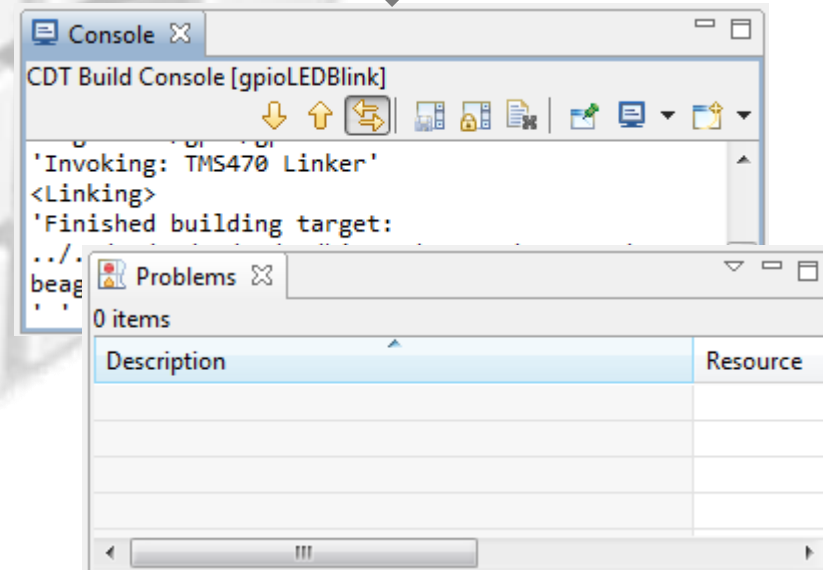 Console
CDT Build Console [gpioLEDBlink]
'Invoking: TMS470 Linker'
<Linking>
'Finished building target:
../.
beag
' '
Problems
0 items
Description Resource